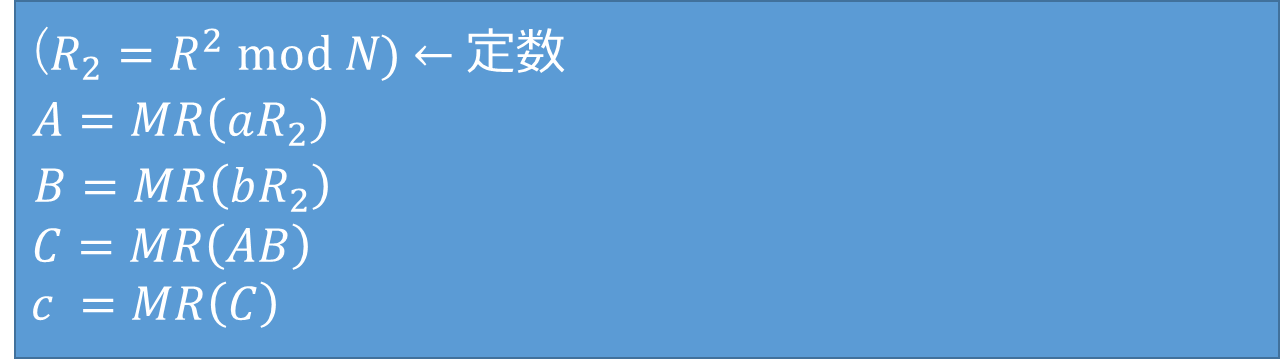 (R₂ = R² mod N) ← 定数
A = MR(aR₂)
B = MR(bR₂)
C = MR(AB)
c = MR(C)